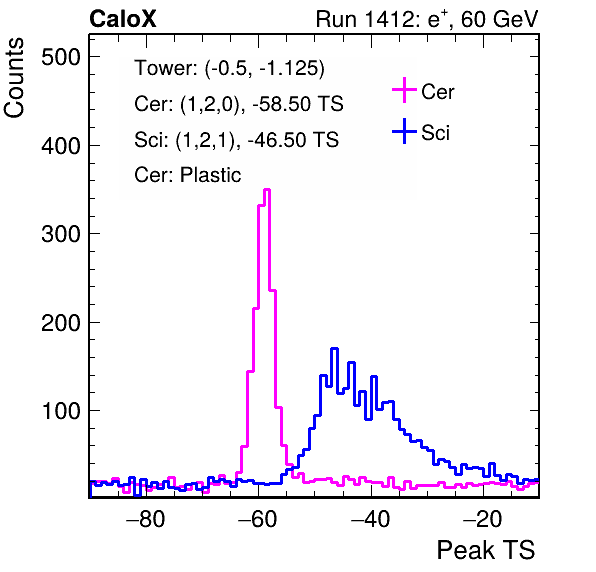 CaloX Run 1412: e+, 60 GeV
Counts
500
400
300
200
100
Tower: (-0.5, -1.125)
Cer: (1,2,0), -58.50 TS
Sci: (1,2,1), -46.50 TS
Cer: Plastic
Cer
Sci
−80 −60 −40 −20
Peak TS